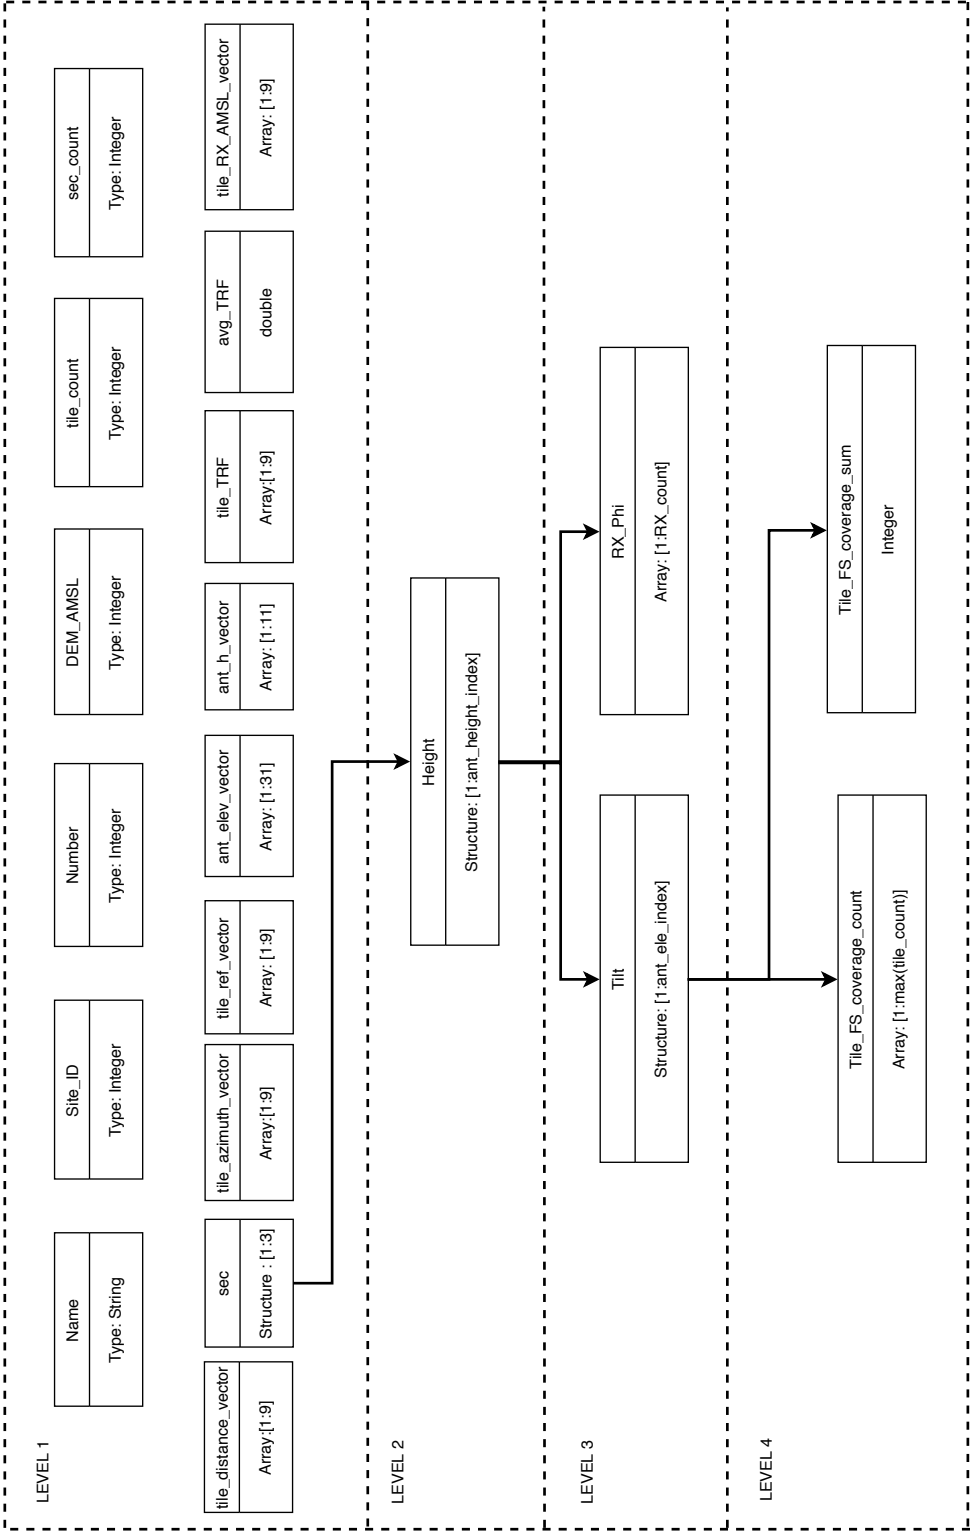 LEVEL 1
Name
Type: String
Site_ID
Type: Integer
Number
Type: Integer
DEM_AMSL
Type: Integer
tile_count
Type: Integer
sec_count
Type: Integer
tile_distance_vector
Array:[1:9]
sec
Structure : [1:3]
tile_azimuth_vector
Array:[1:9]
tile_ref_vector
Array: [1:9]
ant_elev_vector
Array: [1:31]
ant_h_vector
Array: [1:11]
tile_TRF
Array:[1:9]
avg_TRF
double
tile_RX_AMSL_vector
Array: [1:9]
LEVEL 2
Height
Structure: [1:ant_height_index]
LEVEL 3
Tilt
Structure: [1:ant_ele_index]
RX_Phi
Array: [1:RX_count]
LEVEL 4
Tile_FS_coverage_count
Array: [1:max(tile_count)]
Tile_FS_coverage_sum
Integer